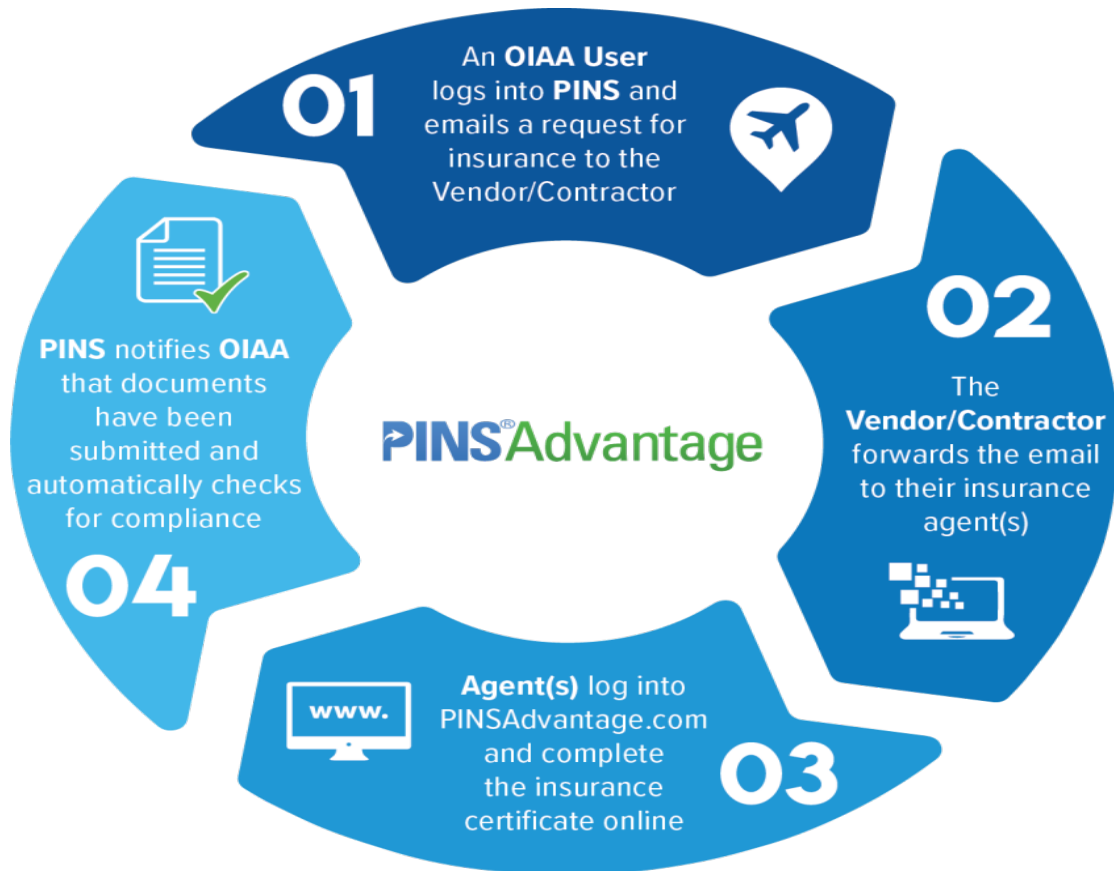 01
An OIAA User
logs into PINS and
emails a request for
insurance to the
Vendor/Contractor
02
The
Vendor/Contractor
forwards the email
to their insurance
agent(s)
www.
Agent(s) log into
PINSAdvantage.com
and complete
the insurance
certificate online
03
PINS notifies OIAA
that documents
have been
submitted and
automatically checks
for compliance
04
PINS®Advantage